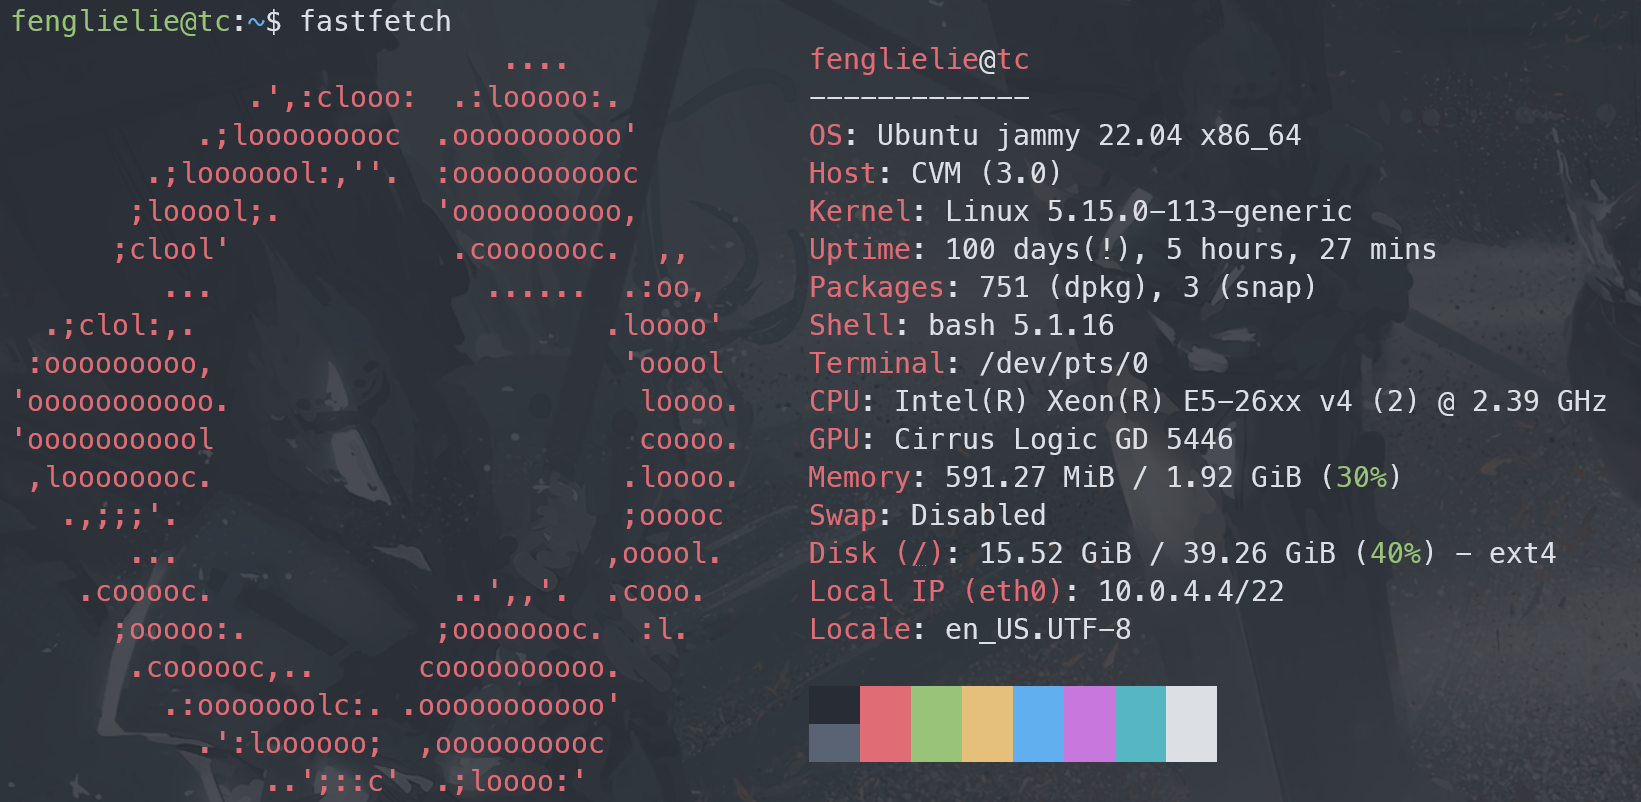 fenglielie@tc:~$ fastfetch
                             ....                 fenglielie@tc
              .',:clooo:  .:looooo:.              -------------
           .;looooooooc  .oooooooooo'             OS: Ubuntu jammy 22.04 x86_64
        .;looooool:,''.  :ooooooooooc             Host: CVM (3.0)
       ;looool;.         'oooooooooo,             Kernel: Linux 5.15.0-113-generic
      ;clool'             .cooooooc.  ,,          Uptime: 100 days(!), 5 hours, 27 mins
         ...                ......  .:oo,         Packages: 751 (dpkg), 3 (snap)
  .;clol:,.                        .loooo'        Shell: bash 5.1.16
 :ooooooooo,                        'ooool        Terminal: /dev/pts/0
'ooooooooooo.                        loooo.       CPU: Intel(R) Xeon(R) E5-26xx v4 (2) @ 2.39 GHz
'ooooooooool                         coooo.       GPU: Cirrus Logic GD 5446
 ,loooooooc.                        .loooo.       Memory: 591.27 MiB / 1.92 GiB (30%)
   .,;;;'.                          ;ooooc        Swap: Disabled
       ...                         ,ooool.        Disk (/): 15.52 GiB / 39.26 GiB (40%) - ext4
    .cooooc.              ..',,'.  .cooo.         Local IP (eth0): 10.0.4.4/22
      ;ooooo:.           ;oooooooc.  :l.          Locale: en_US.UTF-8
       .coooooc,..      coooooooooo.
         .:ooooooolc:. .ooooooooooo'
           .':loooooo;  ,oooooooooc
               ..';:::c'  .;loooo:'